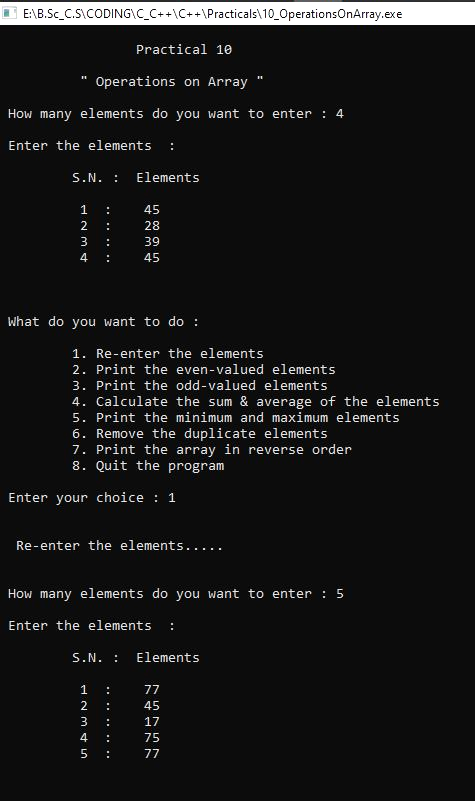 E:\B.Sc_C.S\CODING\C_C++\C++\Practicals\10_OperationsOnArray.exe
Practical 10
" Operations on Array "
How many elements do you want to enter : 4
Enter the elements  :
S.N. :  Elements
1  :    45
2  :    28
3  :    39
4  :    45
What do you want to do :
1. Re-enter the elements
2. Print the even-valued elements
3. Print the odd-valued elements
4. Calculate the sum & average of the elements
5. Print the minimum and maximum elements
6. Remove the duplicate elements
7. Print the array in reverse order
8. Quit the program
Enter your choice : 1
Re-enter the elements.....
How many elements do you want to enter : 5
Enter the elements  :
S.N. :  Elements
1  :    77
2  :    45
3  :    17
4  :    75
5  :    77